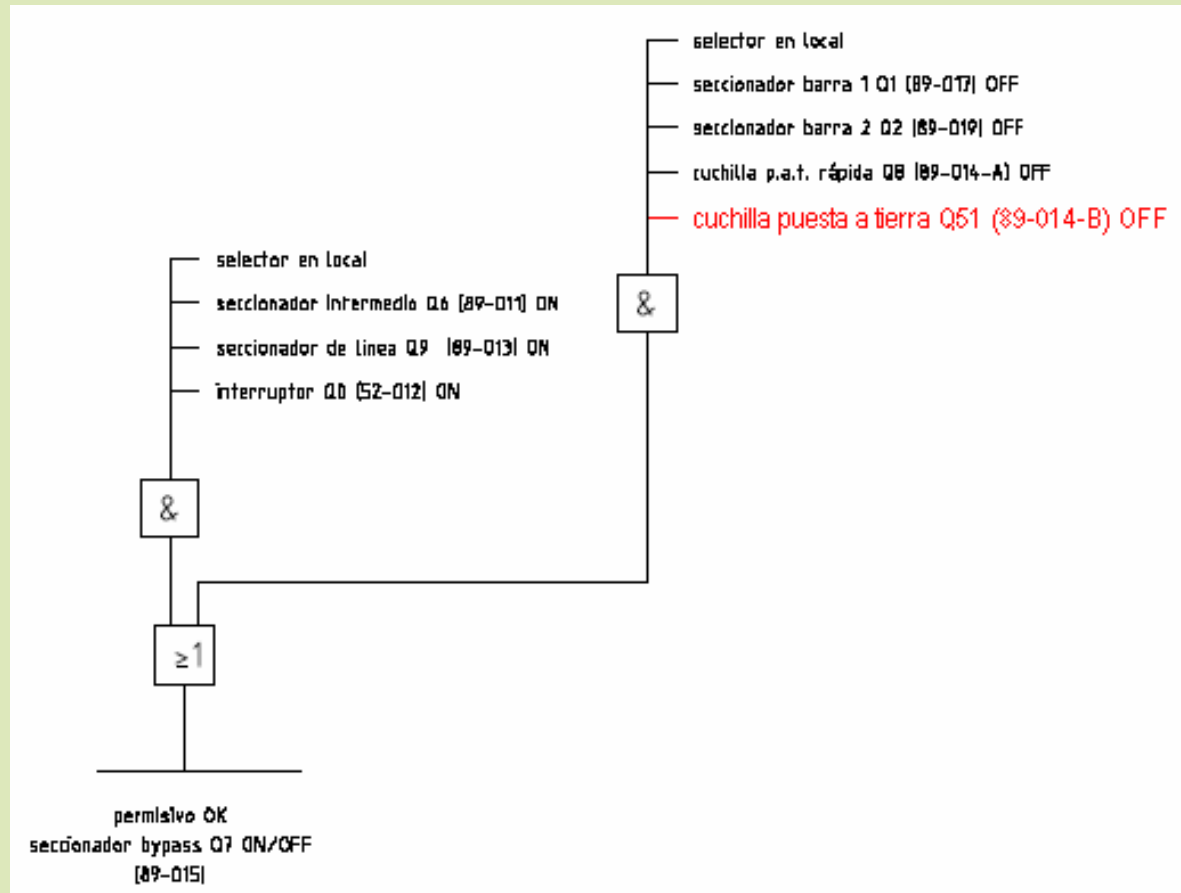 selector en local
seccionador barra 1 Q1 (89-017) OFF
seccionador barra 2 Q2 (89-019) OFF
cuchilla p.a.t. rápida Q8 (89-014-A) OFF
cuchilla puesta a tierra Q51 (89-014-B) OFF
&
selector en local
seccionador intermedio Q6 (89-011) ON
seccionador de linea Q9 (89-013) ON
interruptor Q0 (52-012) ON
&
≥1
permisivo OK
seccionador bypass Q7 ON/OFF
(89-015)